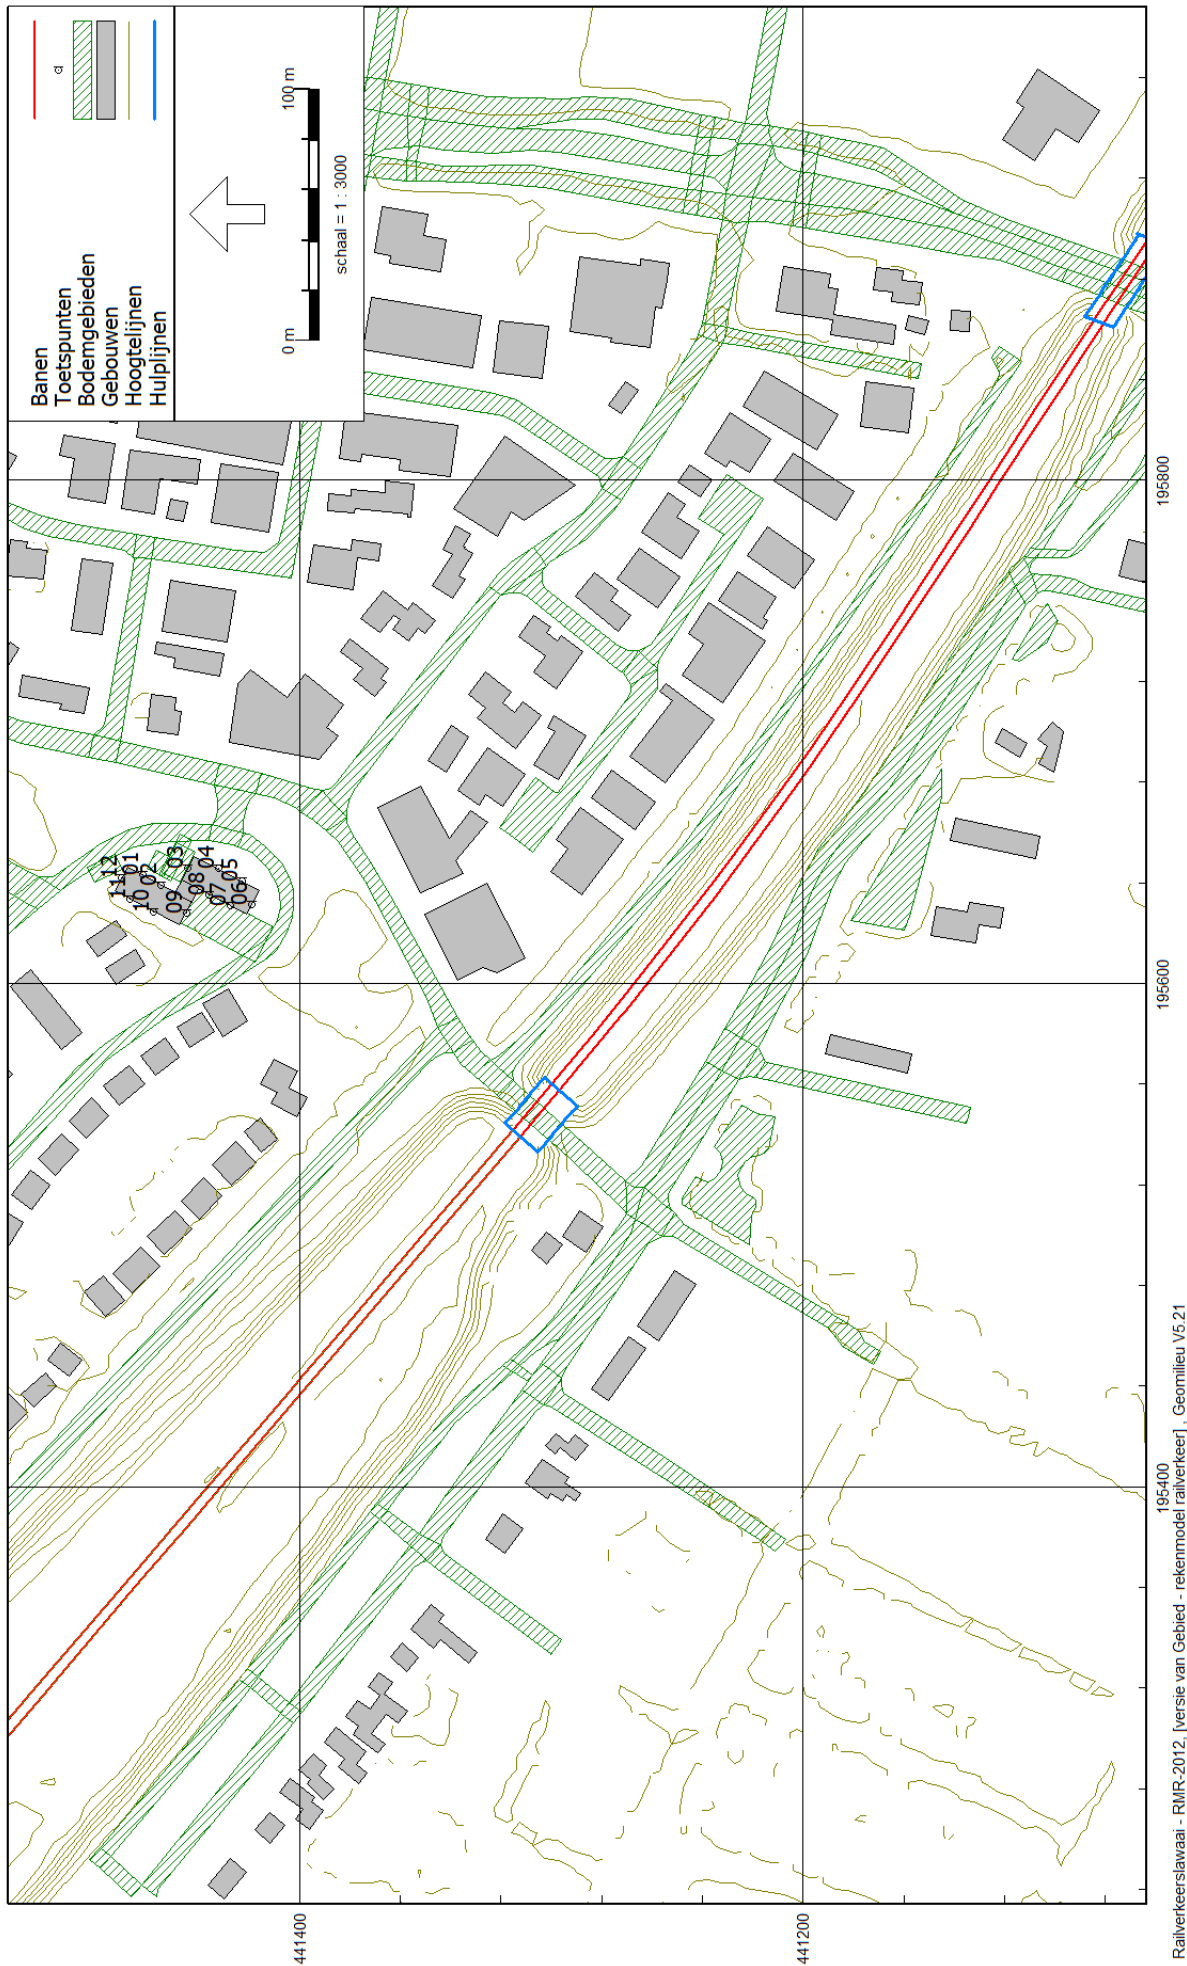 Banen
Toetspunten
Bodemgebieden
Gebouwen
Hoogtelijnen
Hulplijnen
0 m
100 m
schaal = 1 : 3000
12
11
01
10
02
09
03
08
04
07
05
06
441400
441200
195400
195600
195800
Railverkeerslawaai - RMR-2012, [versie van Gebied - rekenmodel railverkeer] , Geomilieu V5.21